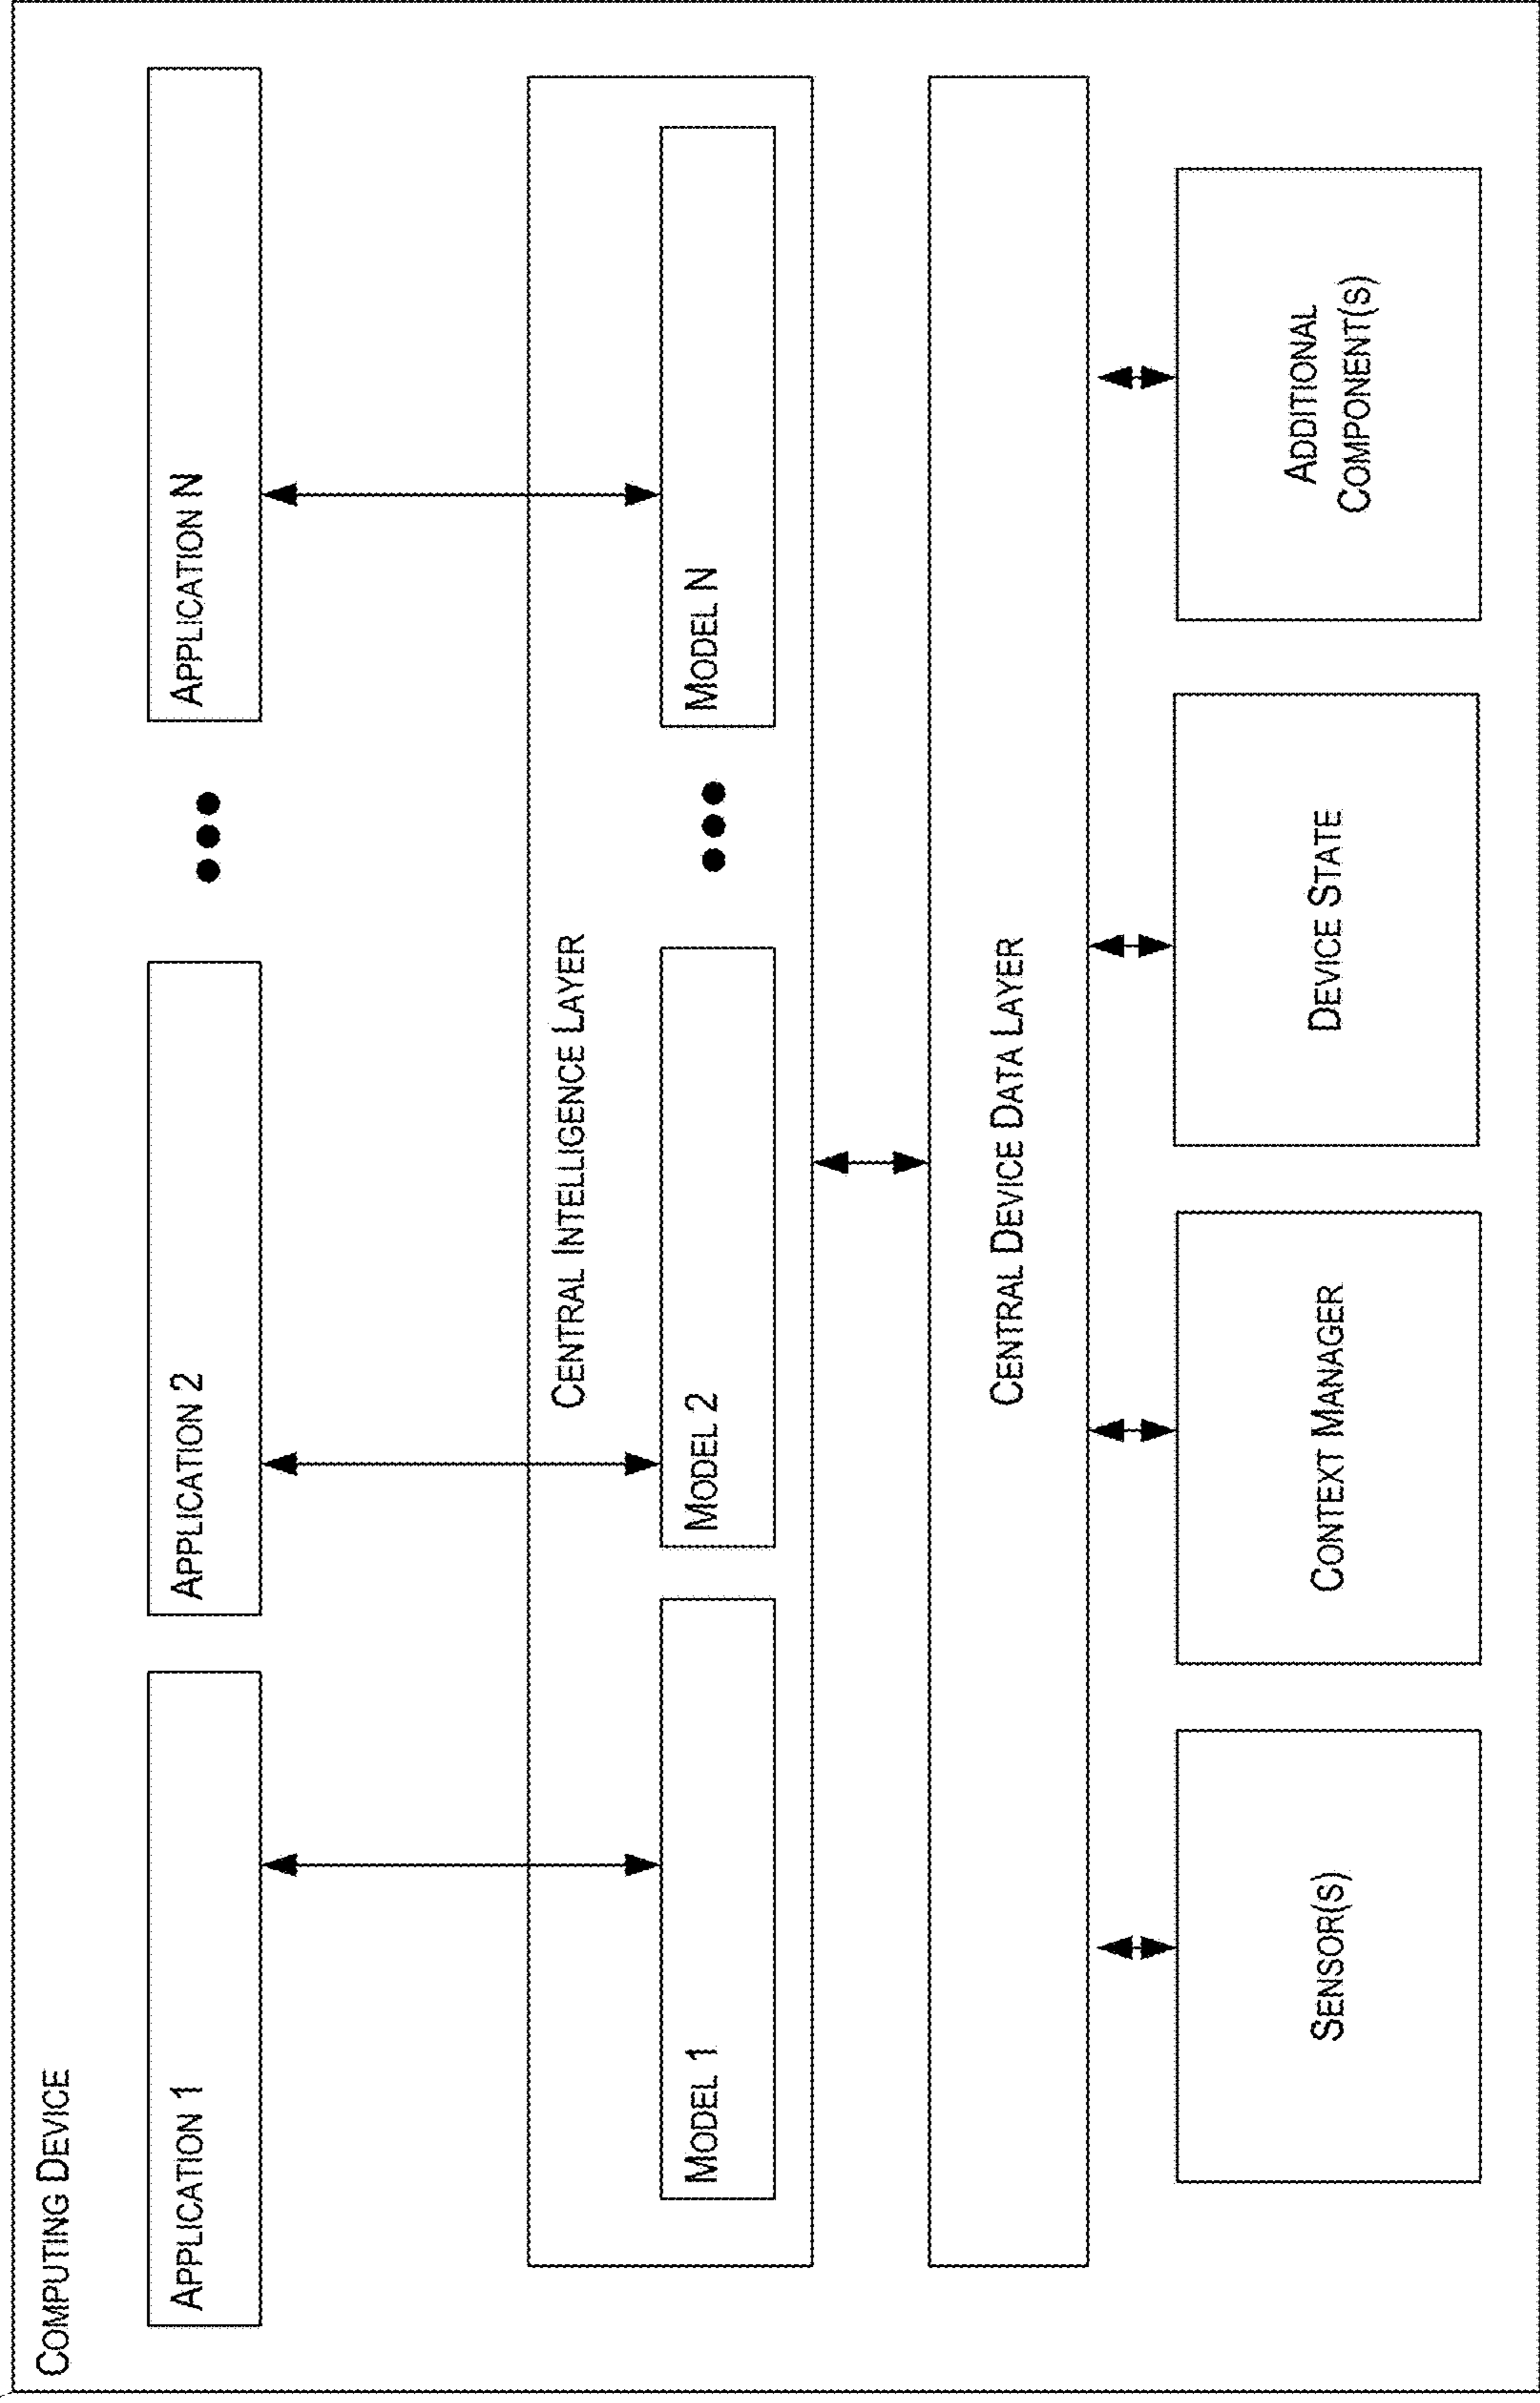 COMPUTING DEVICE
APPLICATION 1
APPLICATION 2
APPLICATION N
CENTRAL INTELLIGENCE LAYER
MODEL 1
MODEL 2
MODEL N
CENTRAL DEVICE DATA LAYER
SENSOR(S)
CONTEXT MANAGER
DEVICE STATE
ADDITIONAL
COMPONENT(S)